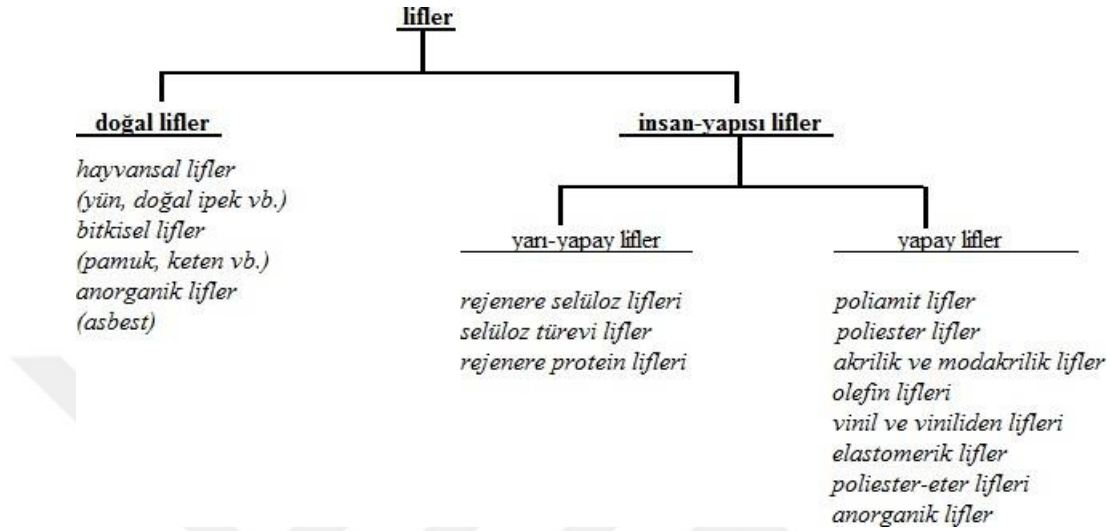 lifler
doğal lifler
hayvansal lifler
(yün, doğal ipek vb.)
bitkisel lifler
(pamuk, keten vb.)
anorganik lifler
(asbest)
insan-yapısı lifler
yarı-yapay lifler
rejenere selüloz lifleri
selüloz türevi lifler
rejenere protein lifleri
yapay lifler
poliamit lifler
poliester lifler
akrilik ve modakrilik lifler
olefin lifleri
vinil ve viniliden lifleri
elastomerik lifler
poliester-eter lifleri
anorganik lifler